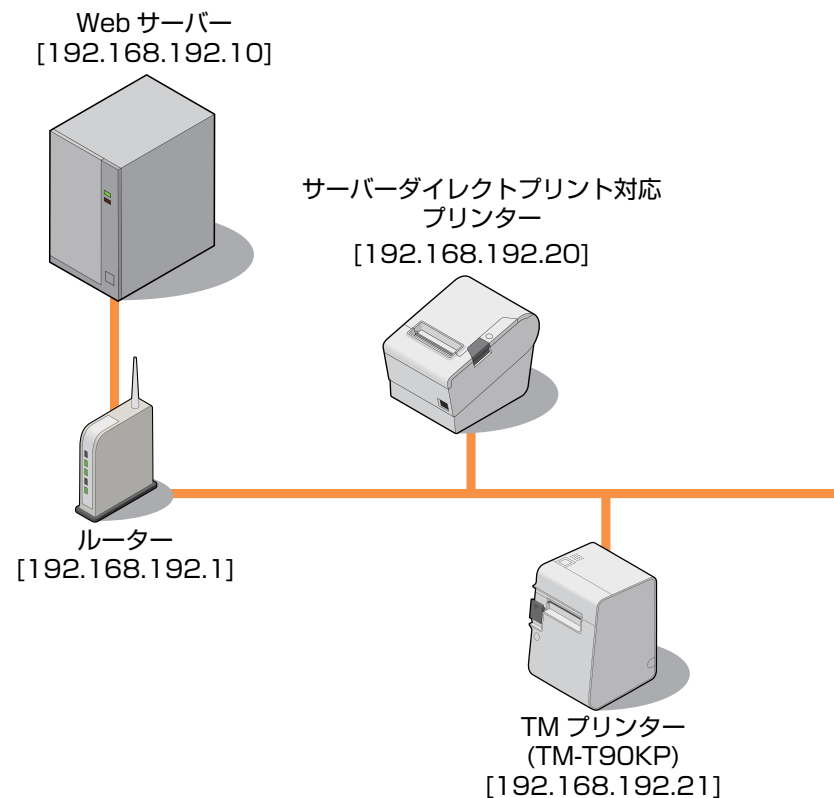 Web サーバー
[192.168.192.10]
サーバーダイレクトプリント対応
プリンター
[192.168.192.20]
ルーター
[192.168.192.1]
TM プリンター
(TM-T90KP)
[192.168.192.21]